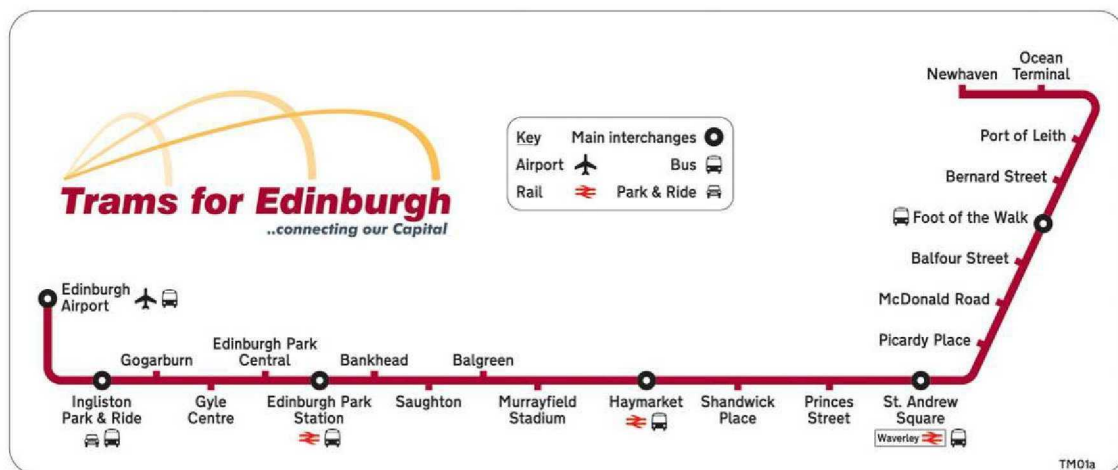 Ocean
Newhaven Terminal
Key Main interchanges
Airport Bus
Rail Park & Ride
Port of Leith
Bernard Street
Foot of the Walk
Balfour Street
McDonald Road
Picardy Place
Trams for Edinburgh
..connecting our Capital
Edinburgh
Airport
Gogarburn
Edinburgh Park
Central
Bankhead
Balgreen
Ingliston
Park & Ride
Gyle
Centre
Edinburgh Park
Station
Saughton
Murrayfield
Stadium
Haymarket
Shandwick
Place
Princes
Street
St. Andrew
Square
Waverley
TM01a